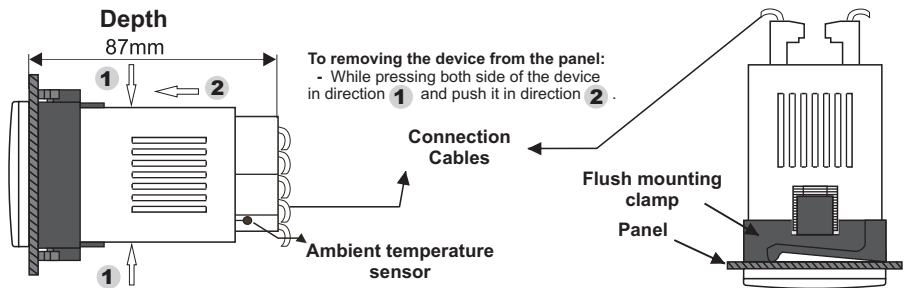 Depth
87mm
1
2
To removing the device from the panel:
- While pressing both side of the device
in direction 1 and push it in direction 2 .
Connection
Cables
Flush mounting
clamp
Panel
Ambient temperature
sensor
1